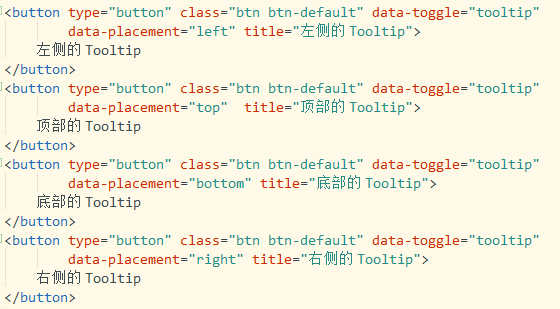 <button type="button" class="btn btn-default" data-toggle="tooltip"
data-placement="left" title="左侧的 Tooltip">
左侧的 Tooltip
</button>
<button type="button" class="btn btn-default" data-toggle="tooltip"
data-placement="top"  title="顶部的 Tooltip">
顶部的 Tooltip
</button>
<button type="button" class="btn btn-default" data-toggle="tooltip"
data-placement="bottom" title="底部的 Tooltip">
底部的 Tooltip
</button>
<button type="button" class="btn btn-default" data-toggle="tooltip"
data-placement="right" title="右侧的 Tooltip">
右侧的 Tooltip
</button>